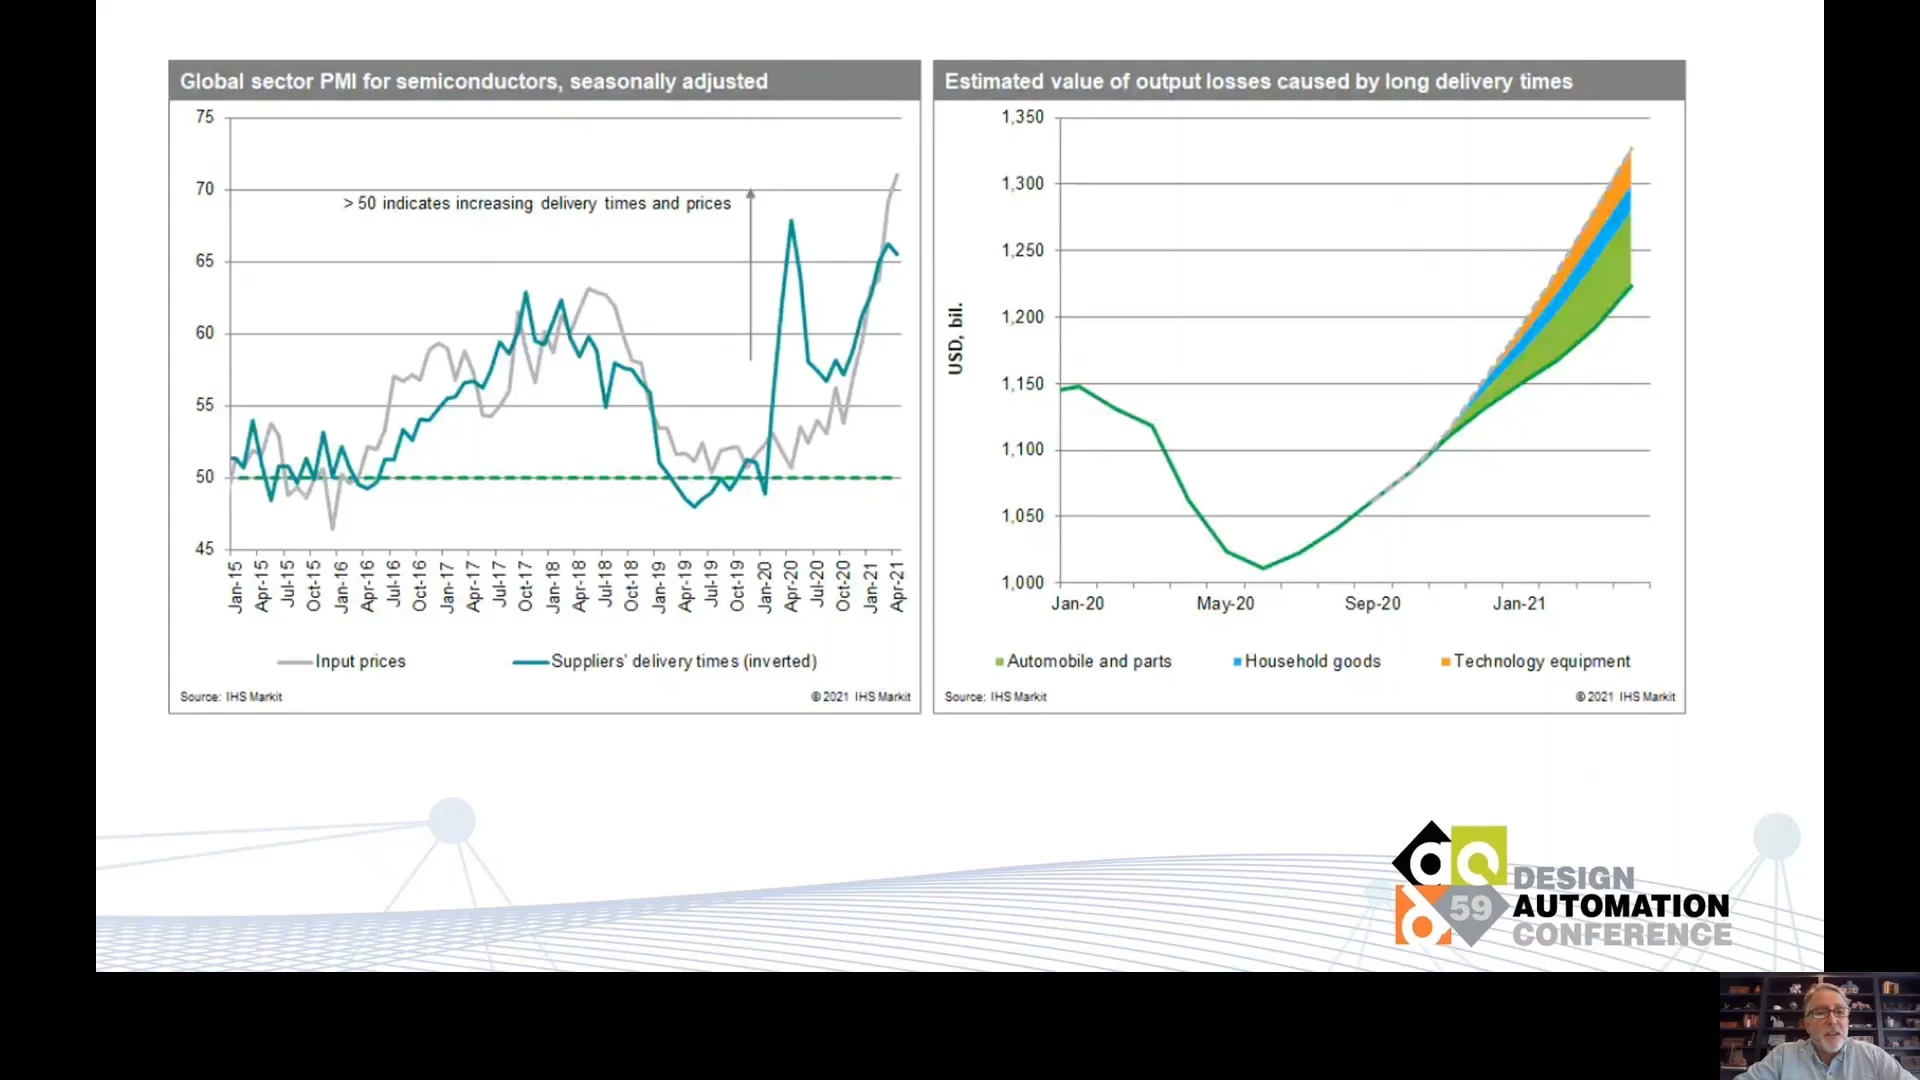 Global sector PMI for semiconductors, seasonally adjusted
75
70
65
60
55
50
45
> 50 indicates increasing delivery times and prices
Jan-15
Apr-15
Jul-15
Oct-15
Jan-16
Apr-16
Jul-16
Oct-16
Jan-17
Apr-17
Jul-17
Oct-17
Jan-18
Apr-18
Jul-18
Oct-18
Jan-19
Apr-19
Jul-19
Oct-19
Jan-20
Apr-20
Jul-20
Oct-20
Jan-21
Apr-21
Input prices
Suppliers' delivery times (inverted)
Source: IHS Markit
© 2021 IHS Markit
Estimated value of output losses caused by long delivery times
USD, bil.
1,350
1,300
1,250
1,200
1,150
1,100
1,050
1,000
Jan-20
May-20
Sep-20
Jan-21
Automobile and parts
Household goods
Technology equipment
Source: IHS Markit
© 2021 IHS Markit
59
DESIGN
AUTOMATION
CONFERENCE